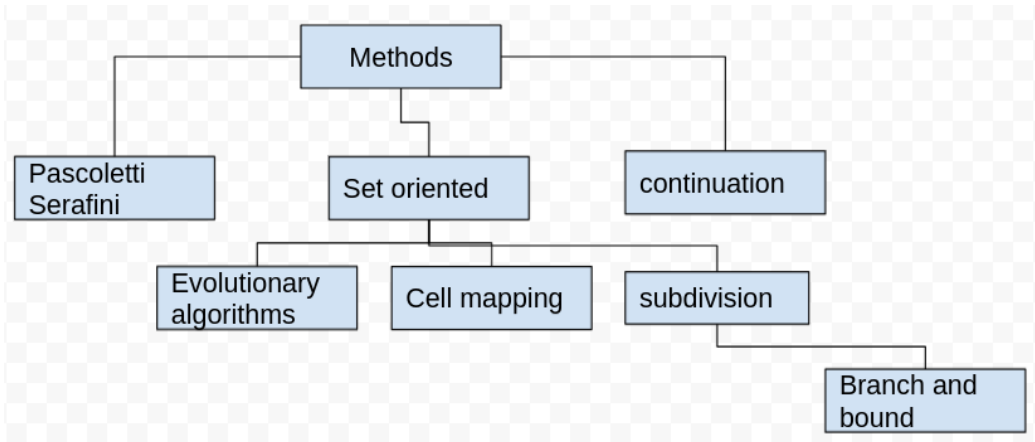 Methods
Pascoletti
Serafini
Set oriented
continuation
Evolutionary
algorithms
Cell mapping
subdivision
Branch and
bound